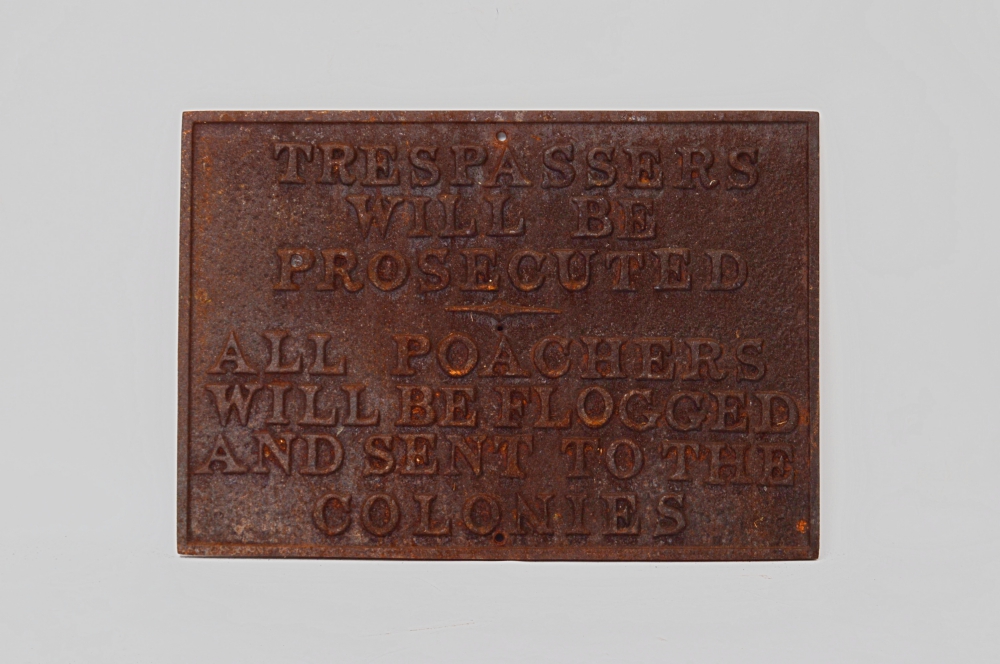 TRESPASSERS
WILL BE
PROSECUTED
ALL POACHERS
WILL BE FLOGGED
AND SENT TO THE
COLONIES